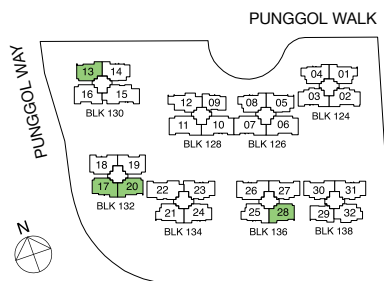 PUNGGOL WALK
PUNGGOL WAY
13 14
16 15
BLK 130
04 01
03 02
BLK 124
12 09
11 10
BLK 128
08 05
07 06
BLK 126
18 19
17 20
BLK 132
22 23
21 24
BLK 134
26 27
25 28
BLK 136
30 31
29 32
BLK 138
N